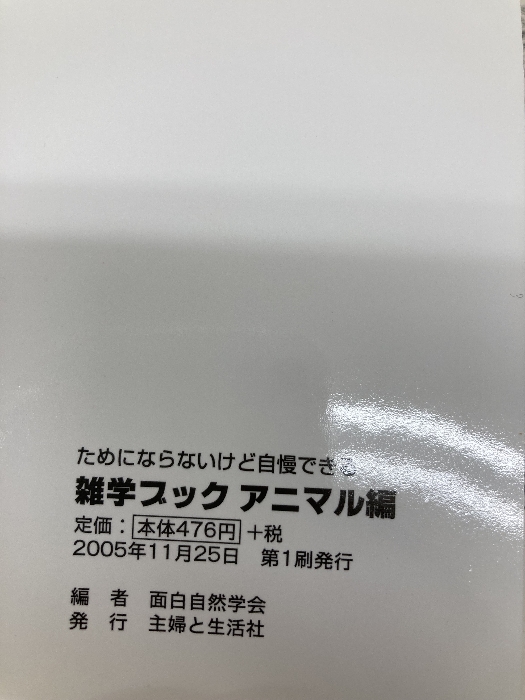 ためにならないけど自慢できる
雑学ブック アニマル編
定価：本体476円+税
2005年11月25日 第1刷発行
編 者 面白自然学会
発 行 主婦と生活社